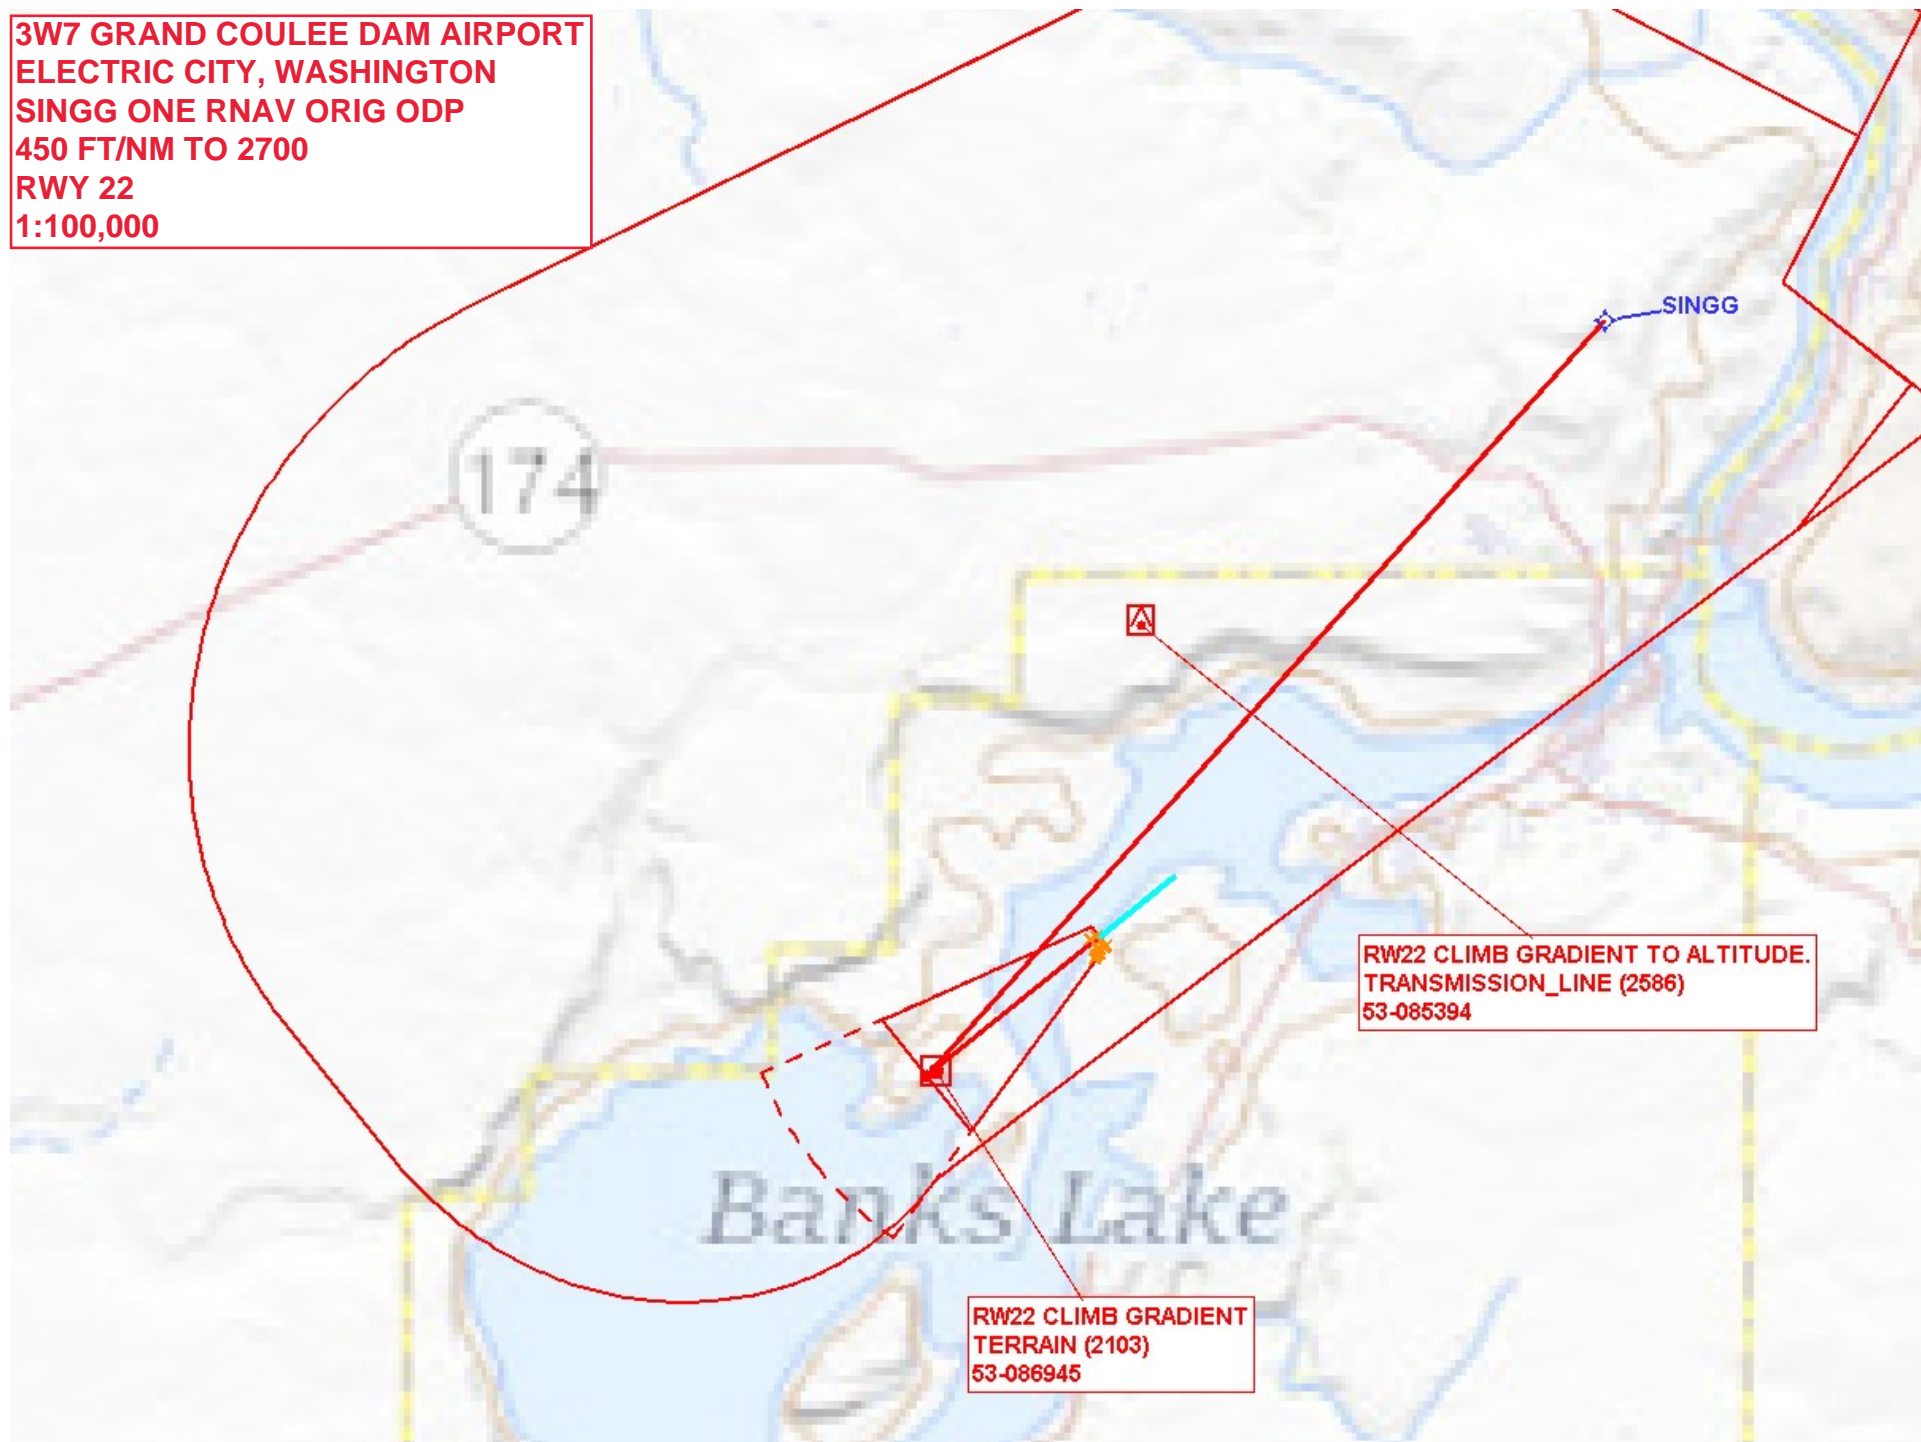 3W7 GRAND COULEE DAM AIRPORT
ELECTRIC CITY, WASHINGTON
SINGG ONE RNAV ORIG ODP
450 FT/NM TO 2700
RWY 22
1:100,000
SINGG
174
RW22 CLIMB GRADIENT TO ALTITUDE.
TRANSMISSION_LINE (2586)
53-085394
Banks Lake
RW22 CLIMB GRADIENT
TERRAIN (2103)
53-086945